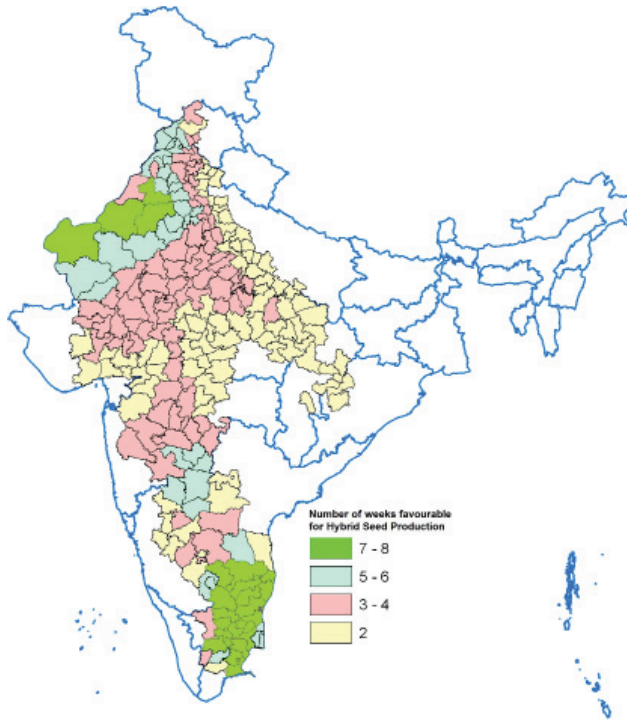 Number of weeks favourable
for Hybrid Seed Production
7 - 8
5 - 6
3 - 4
2